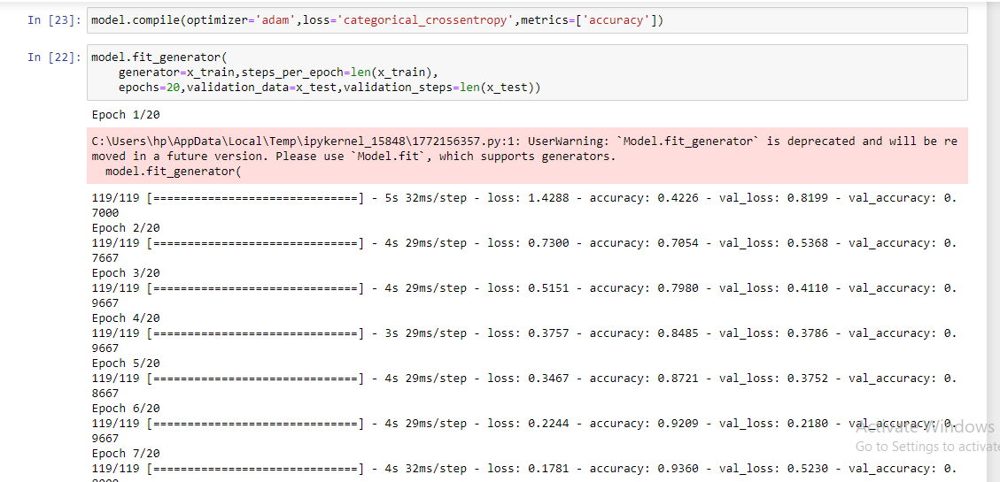 In [23]: model.compile(optimizer='adam',loss='categorical_crossentropy',metrics=['accuracy'])
In [22]: model.fit_generator(
generator=x_train,steps_per_epoch=len(x_train),
epochs=20,validation_data=x_test,validation_steps=len(x_test))
Epoch 1/20
C:\Users\hp\AppData\Local\Temp\ipykernel_15848\1772156357.py:1: UserWarning: `Model.fit_generator` is deprecated and will be re
moved in a future version. Please use `Model.fit`, which supports generators.
model.fit_generator(
119/119 [==============================] - 5s 32ms/step - loss: 1.4288 - accuracy: 0.4226 - val_loss: 0.8199 - val_accuracy: 0.
7000
Epoch 2/20
119/119 [==============================] - 4s 29ms/step - loss: 0.7300 - accuracy: 0.7054 - val_loss: 0.5368 - val_accuracy: 0.
7667
Epoch 3/20
119/119 [==============================] - 4s 29ms/step - loss: 0.5151 - accuracy: 0.7980 - val_loss: 0.4110 - val_accuracy: 0.
9667
Epoch 4/20
119/119 [==============================] - 3s 29ms/step - loss: 0.3757 - accuracy: 0.8485 - val_loss: 0.3786 - val_accuracy: 0.
9667
Epoch 5/20
119/119 [==============================] - 4s 29ms/step - loss: 0.3467 - accuracy: 0.8721 - val_loss: 0.3752 - val_accuracy: 0.
8667
Epoch 6/20
119/119 [==============================] - 4s 29ms/step - loss: 0.2244 - accuracy: 0.9209 - val_loss: 0.2180 - val_accuracy: 0.
9667
Activate Windows
Go to Settings to activate
Epoch 7/20
119/119 [==============================] - 4s 32ms/step - loss: 0.1781 - accuracy: 0.9360 - val_loss: 0.5230 - val_accuracy: 0.